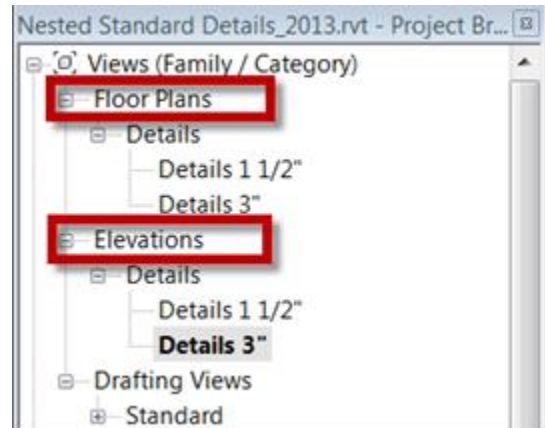 Nested Standard Details_2013.rvt - Project Br...
Views (Family / Category)
Floor Plans
Details
Details 1 1/2"
Details 3"
Elevations
Details
Details 1 1/2"
Details 3"
Drafting Views
Standard